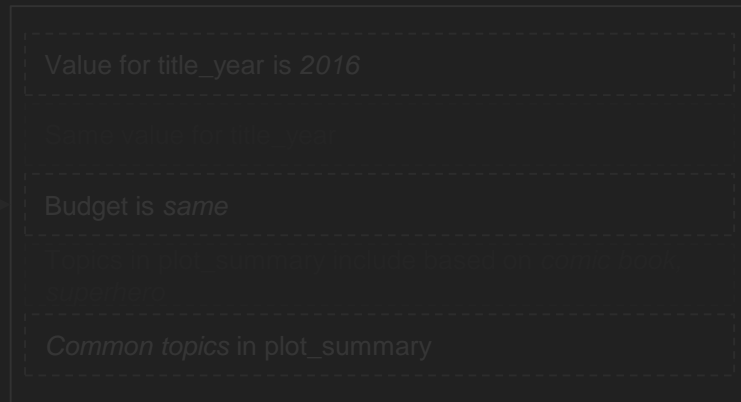 Value for title_year is 2016
Same value for title_year
Budget is same
Topics in plot_summary include based on comic book,
superhero
Common topics in plot_summary